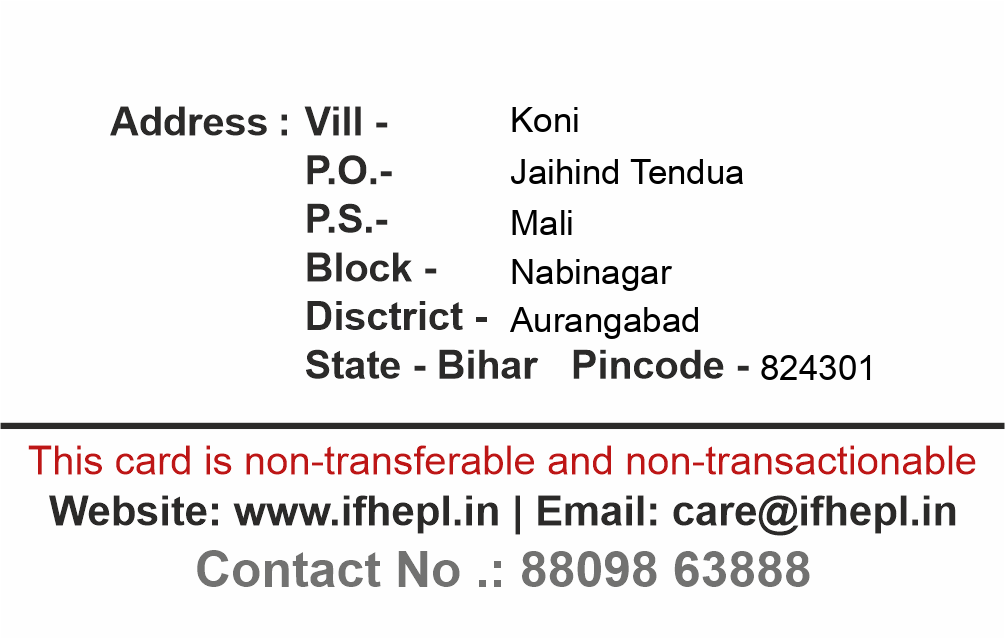 Address : Vill - Koni
P.O.- Jaihind Tendua
P.S.- Mali
Block - Nabinagar
Disctrict - Aurangabad
State - Bihar Pincode - 824301
This card is non-transferable and non-transactionable
Website: www.ifhepl.in | Email: care@ifhepl.in
Contact No .: 88098 63888